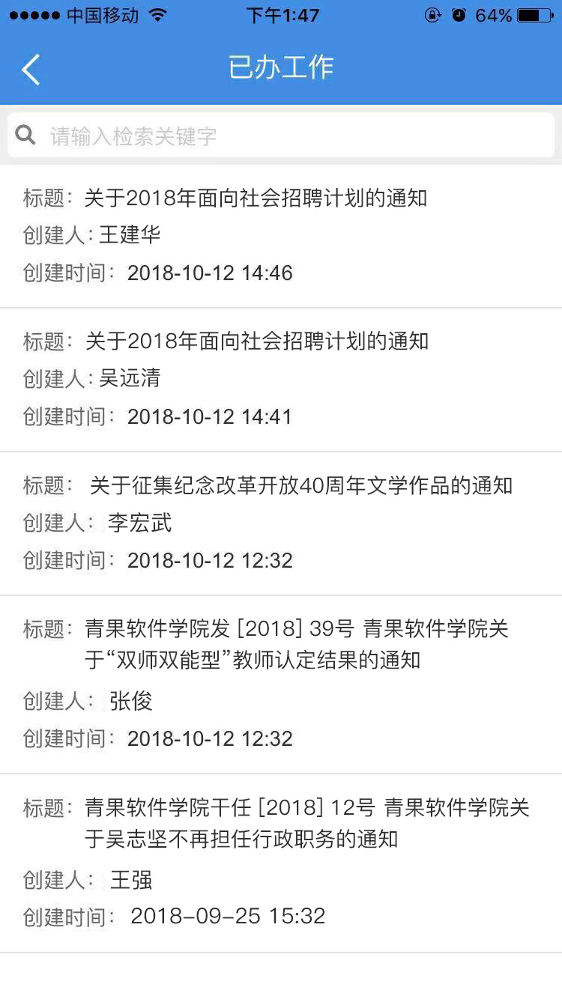 中国移动 下午1:47 64%
已办工作
请输入检索关键字
标题：关于2018年面向社会招聘计划的通知
创建人：王建华
创建时间：2018-10-12 14:46
标题：关于2018年面向社会招聘计划的通知
创建人：吴远清
创建时间：2018-10-12 14:41
标题：关于征集纪念改革开放40周年文学作品的通知
创建人：李宏武
创建时间：2018-10-12 12:32
标题：青果软件学院发 [2018] 39号 青果软件学院关
于“双师双能型”教师认定结果的通知
创建人：张俊
创建时间：2018-10-12 12:32
标题：青果软件学院干任 [2018] 12号 青果软件学院关
于吴志坚不再担任行政职务的通知
创建人：王强
创建时间：2018-09-25 15:32